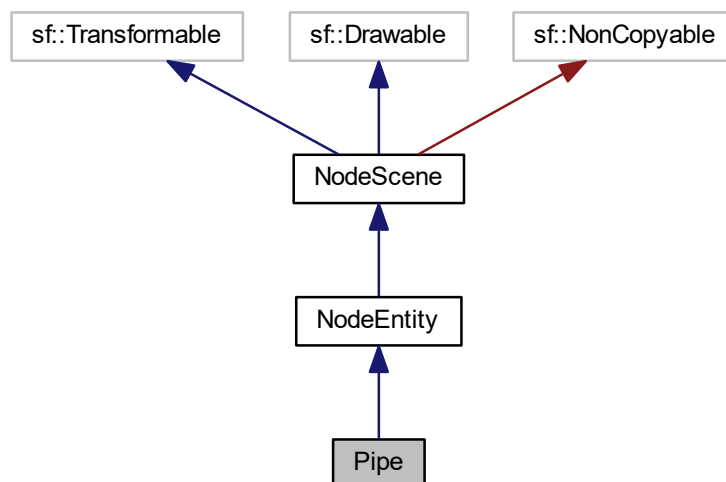 sf::Transformable
sf::Drawable
sf::NonCopyable
NodeScene
NodeEntity
Pipe